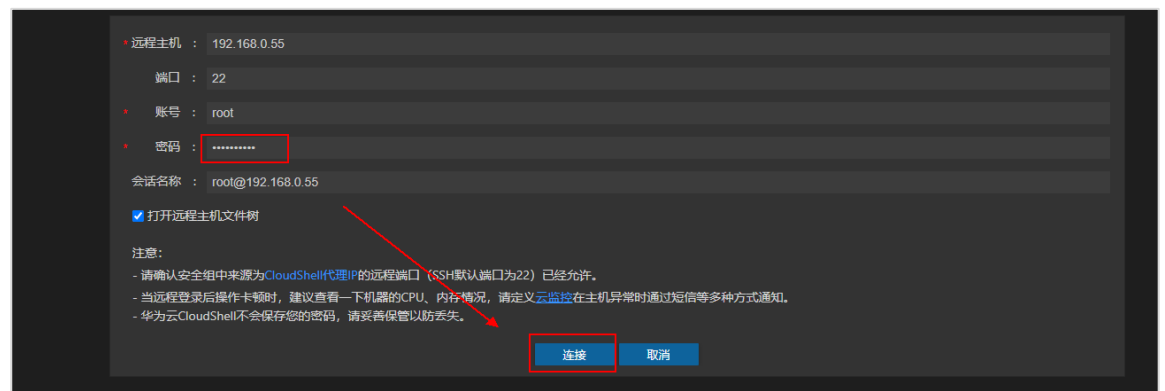 * 远程主机 : 192.168.0.55
端口 : 22
* 账号 : root
* 密码 : ••••••••••
会话名称 : root@192.168.0.55
打开远程主机文件树
注意：
- 请确认安全组中来源为CloudShell代理IP的远程端口（SSH默认端口为22）已经允许。
- 当远程登录后操作卡顿时，建议查看一下机器的CPU、内存情况，请定义云监控在主机异常时通过短信等多种方式通知。
- 华为云CloudShell不会保存您的密码，请妥善保管以防丢失。
连接 取消